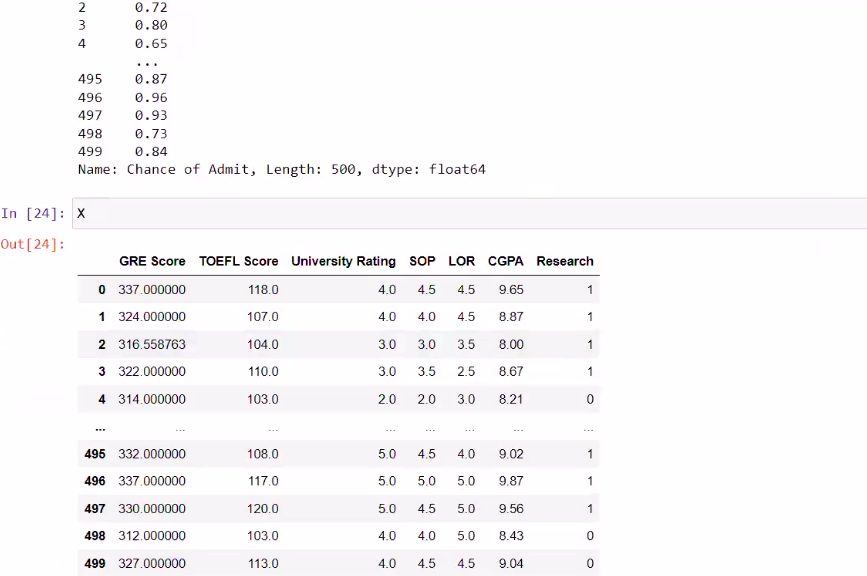 2 0.72
3 0.80
4 0.65
...
495 0.87
496 0.96
497 0.93
498 0.73
499 0.84
Name: Chance of Admit, Length: 500, dtype: float64
In [24]: X
Out[24]:
GRE Score TOEFL Score University Rating SOP LOR CGPA Research
0 337.000000 118.0 4.0 4.5 4.5 9.65 1
1 324.000000 107.0 4.0 4.0 4.5 8.87 1
2 316.558763 104.0 3.0 3.0 3.5 8.00 1
3 322.000000 110.0 3.0 3.5 2.5 8.67 1
4 314.000000 103.0 2.0 2.0 3.0 8.21 0
... ... ... ... ... ... ... ...
495 332.000000 108.0 5.0 4.5 4.0 9.02 1
496 337.000000 117.0 5.0 5.0 5.0 9.87 1
497 330.000000 120.0 5.0 4.5 5.0 9.56 1
498 312.000000 103.0 4.0 4.0 5.0 8.43 0
499 327.000000 113.0 4.0 4.5 4.5 9.04 0